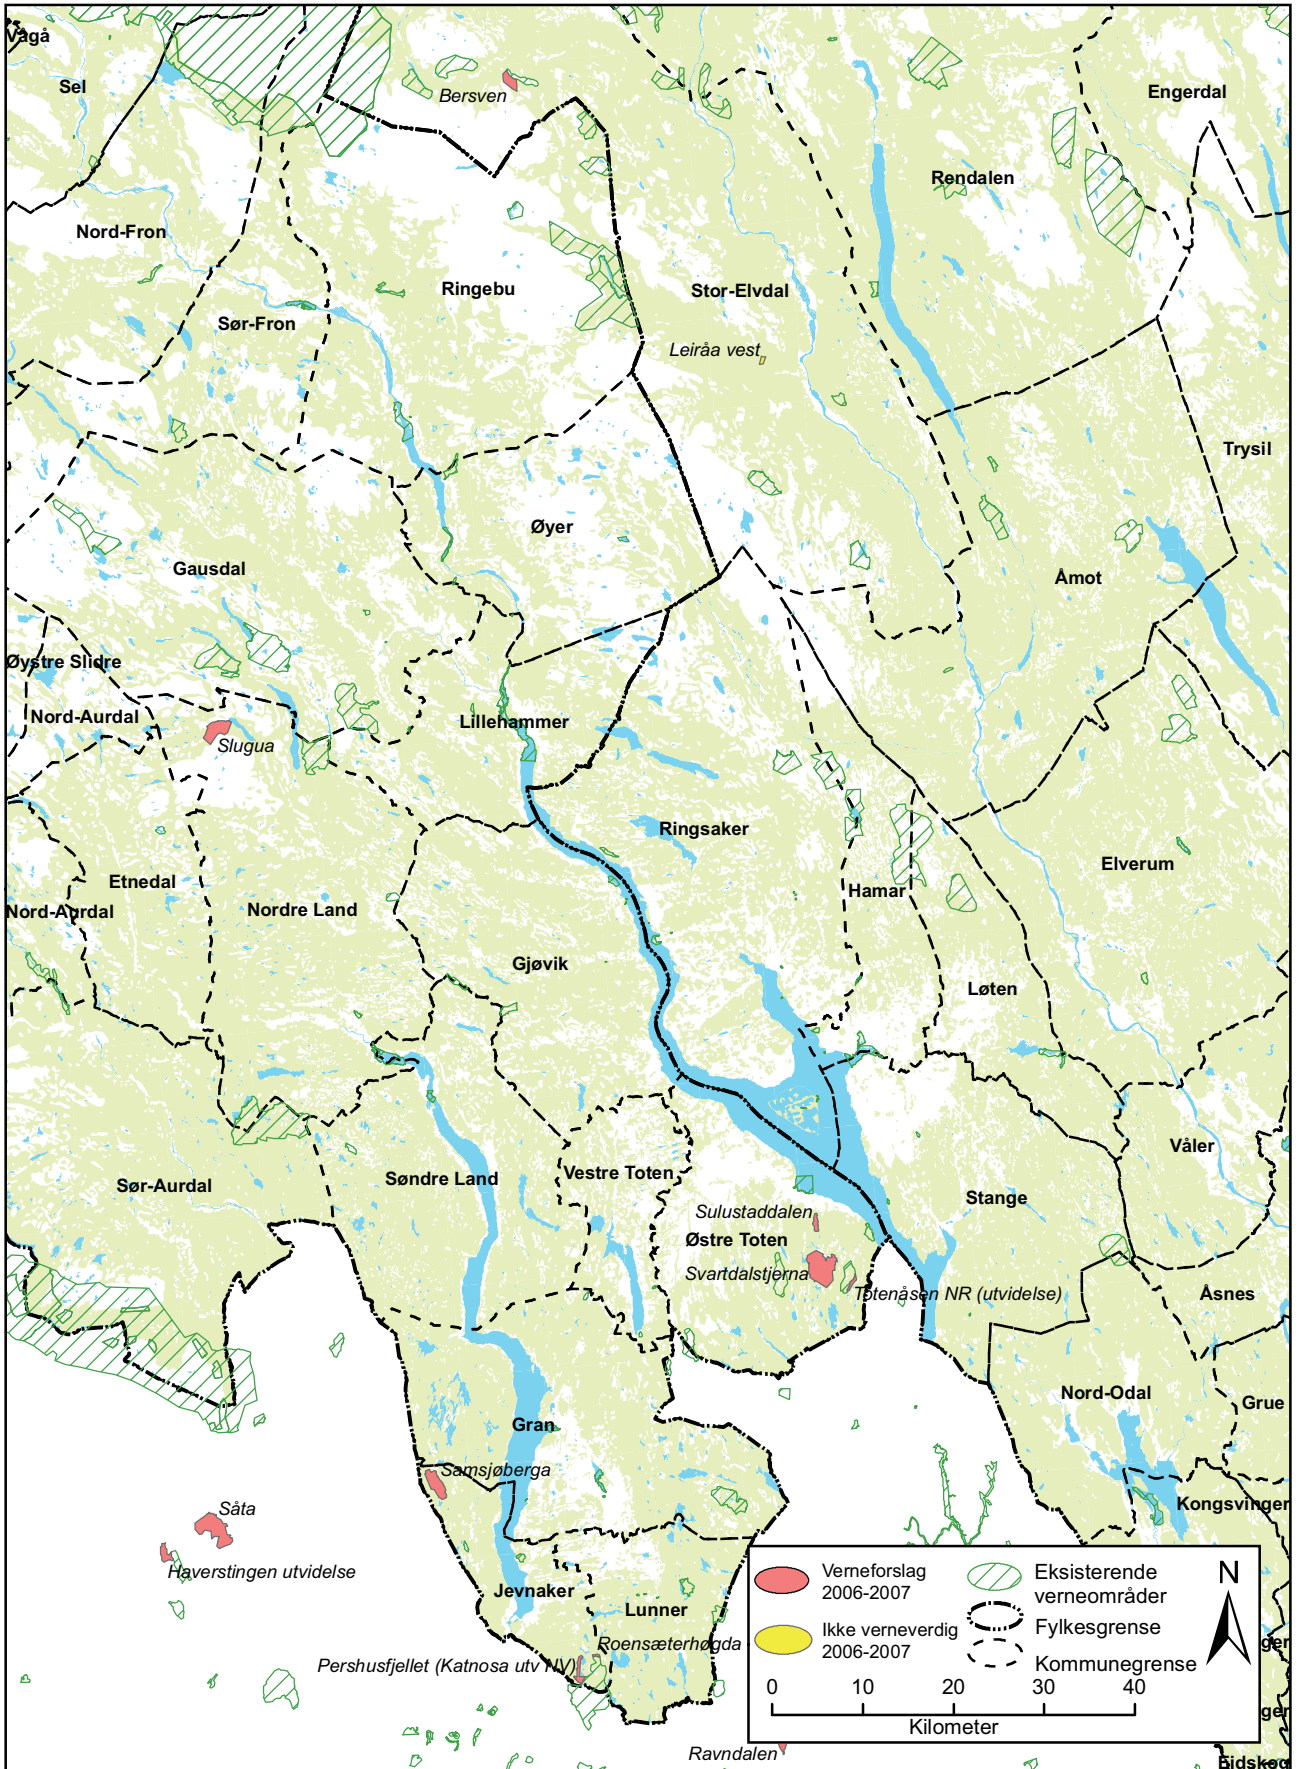 Vågå
Sel
Bersven
Engerdal
Rendalen
Nord-Fron
Ringebu
Stor-Elvdal
Sør-Fron
Leiråa vest
Trysil
Øyer
Gausdal
Åmot
Øystre Slidre
Nord-Aurdal
Lillehammer
Slugua
Ringsaker
Elverum
Etnedal
Hamar
Nord-Aurdal
Nordre Land
Gjøvik
Løten
Våler
Vestre Toten
Søndre Land
Sør-Aurdal
Stange
Sulustaddalen
Østre Toten
Svartdalstjerna
Totenåsen NR (utvidelse)
Åsnes
Nord-Odal
Grue
Gran
Samsjøberga
Kongsvinger
Såta
Haverstingen utvidelse
Jevnaker
Lunner
Roensæterhøgda
Pershusfjellet (Katnosa utv NV)
Ravndalen
Verneforslag
2006-2007
Ikke verneverdig
2006-2007
Eksisterende
verneområder
Fylkesgrense
Kommunegrense
N
0 10 20 30 40
Kilometer
ger
ger
Eidskog